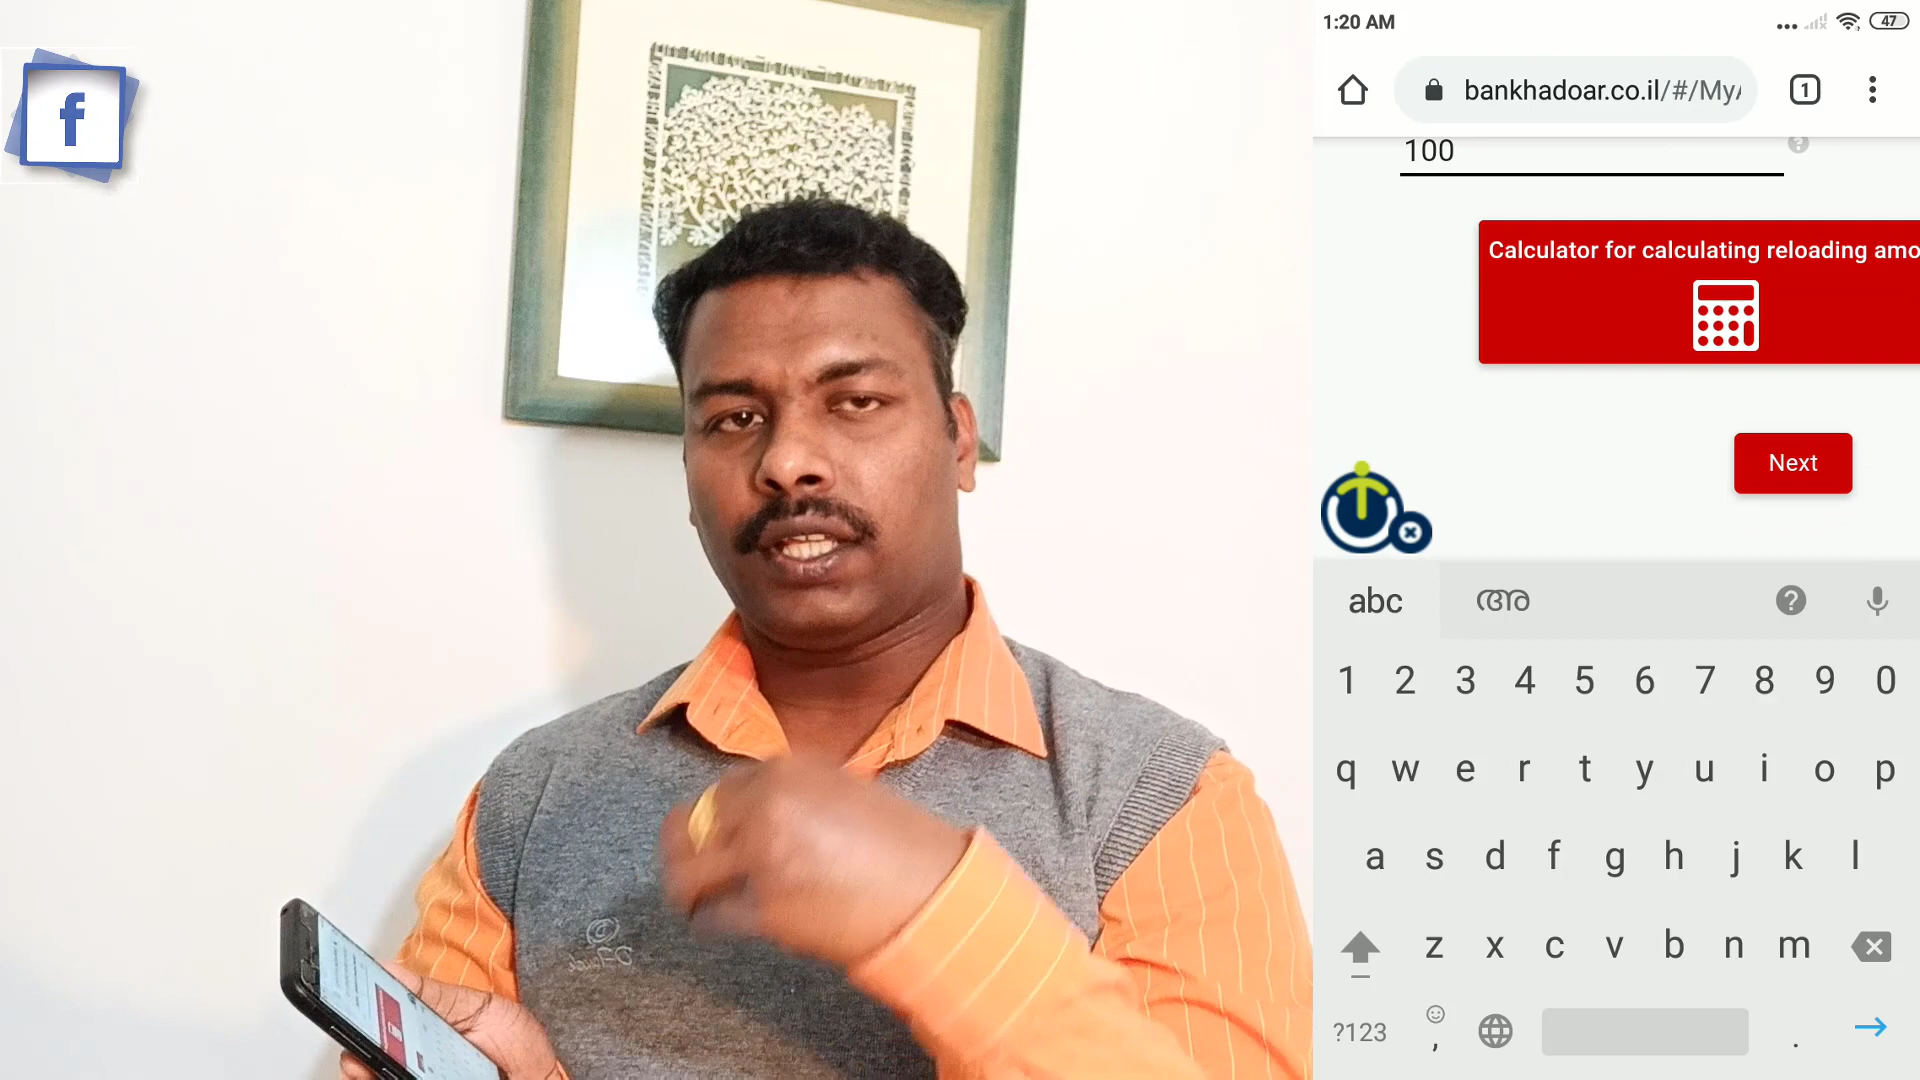 f
1:20 AM
47
bankhadoar.co.il/#/My
1
100
?
Calculator for calculating reloading amo
Next
abc
അ
?
1 2 3 4 5 6 7 8 9 0
q w e r t y u i o p
a s d f g h j k l
z x c v b n m
?123
,
.